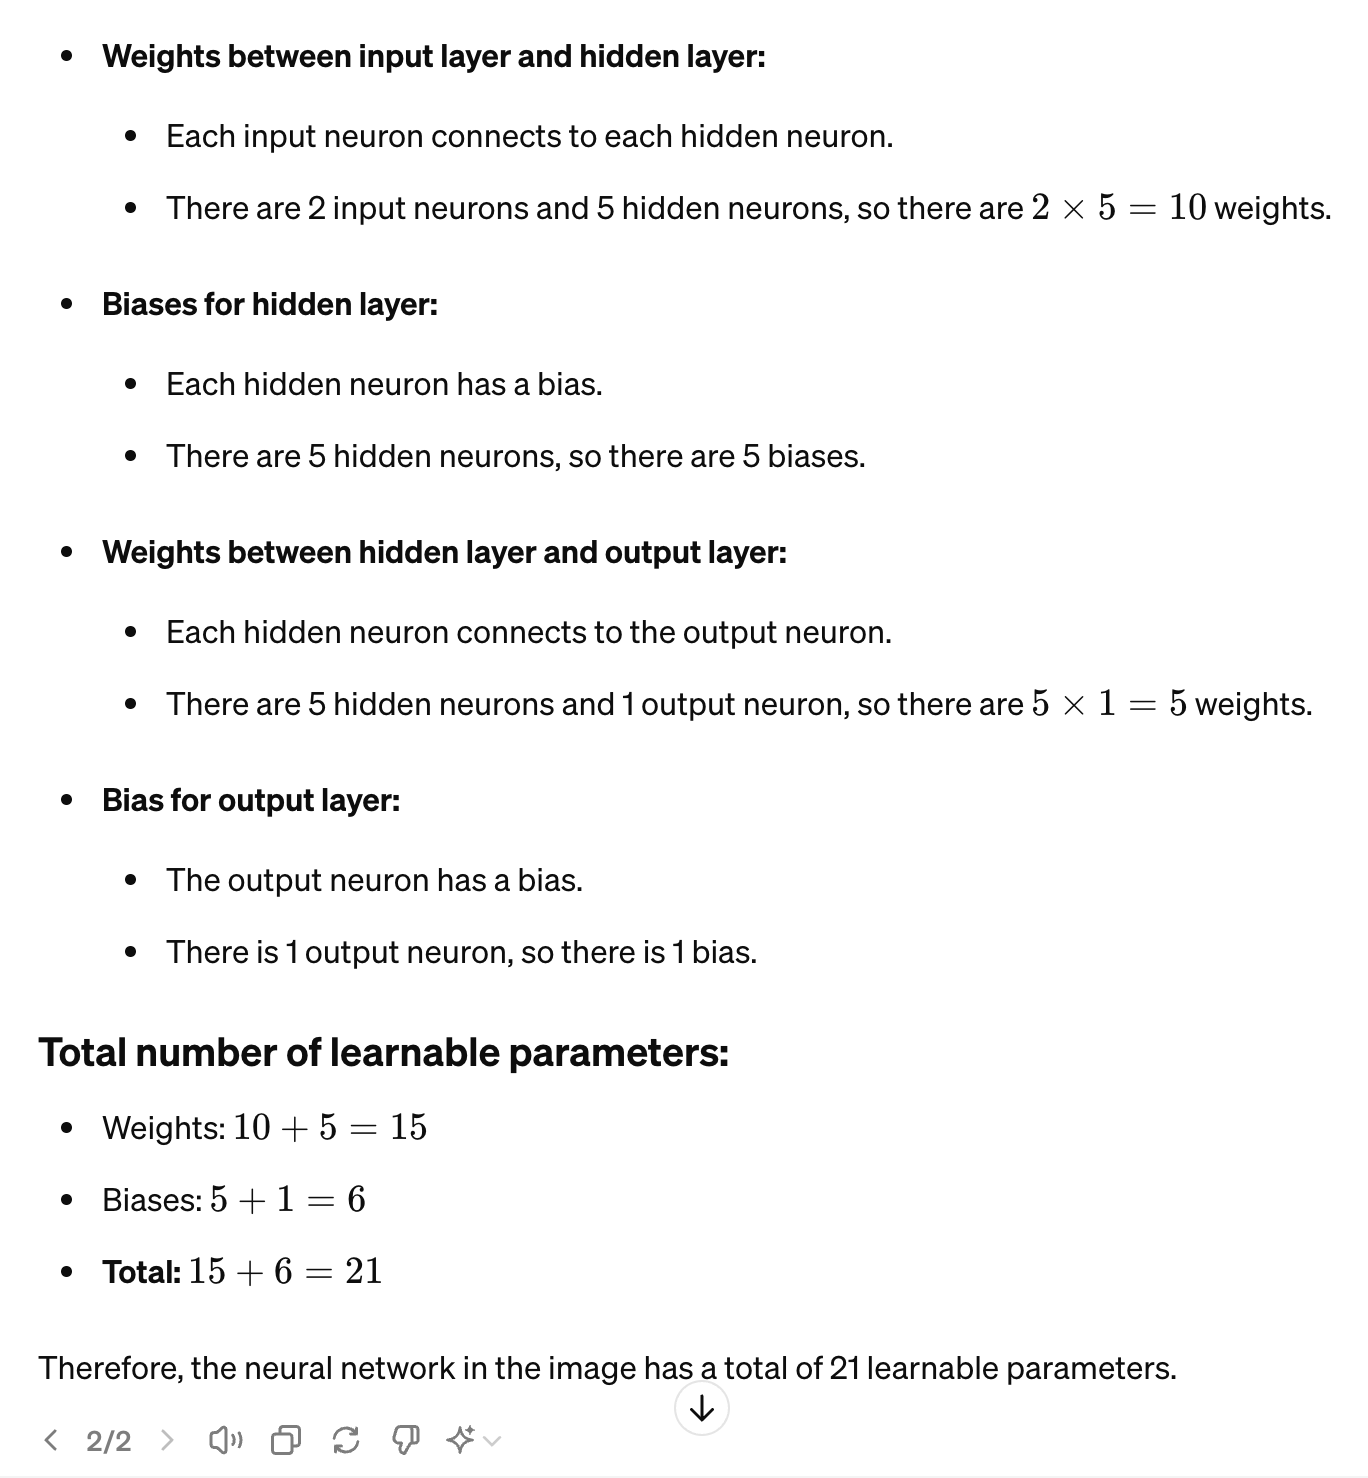 Weights between input layer and hidden layer:
Each input neuron connects to each hidden neuron.
There are 2 input neurons and 5 hidden neurons, so there are 2 × 5 = 10 weights.
Biases for hidden layer:
Each hidden neuron has a bias.
There are 5 hidden neurons, so there are 5 biases.
Weights between hidden layer and output layer:
Each hidden neuron connects to the output neuron.
There are 5 hidden neurons and 1 output neuron, so there are 5 × 1 = 5 weights.
Bias for output layer:
The output neuron has a bias.
There is 1 output neuron, so there is 1 bias.
Total number of learnable parameters:
Weights: 10 + 5 = 15
Biases: 5 + 1 = 6
Total: 15 + 6 = 21
Therefore, the neural network in the image has a total of 21 learnable parameters.
2/2